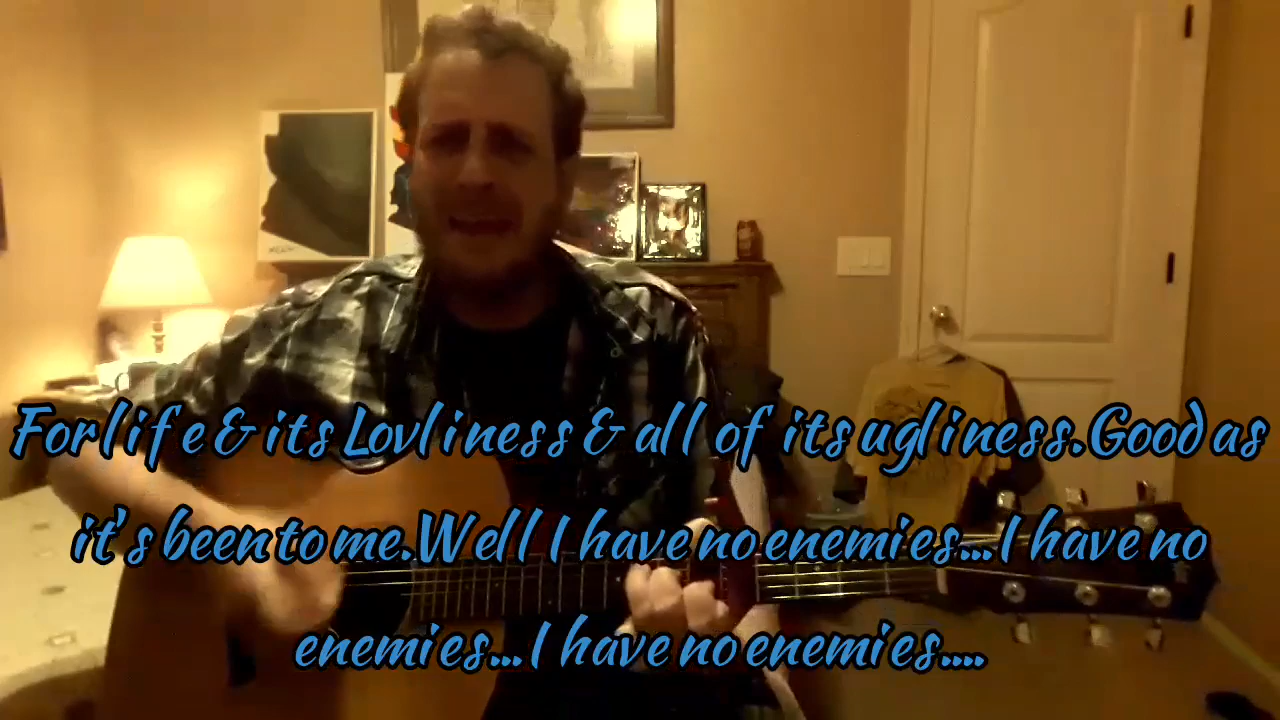 For life & its Lovliness & all of its ugliness.Good as
it's been to me.Well I have no enemies...I have no
enemies...I have no enemies....